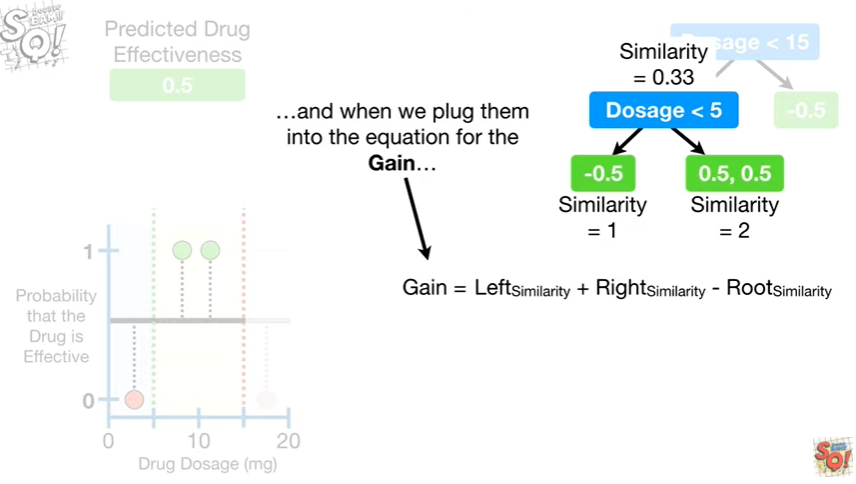 Predicted Drug
Effectiveness
0.5
…and when we plug them
into the equation for the
Gain…
Similarity
= 0.33
Dosage < 15
Dosage < 5
-0.5
-0.5
0.5, 0.5
Similarity
= 1
Similarity
= 2
Gain = LeftSimilarity + RightSimilarity - RootSimilarity
1
Probability
that the
Drug is
Effective
0
0
10
20
Drug Dosage (mg)
SQ!